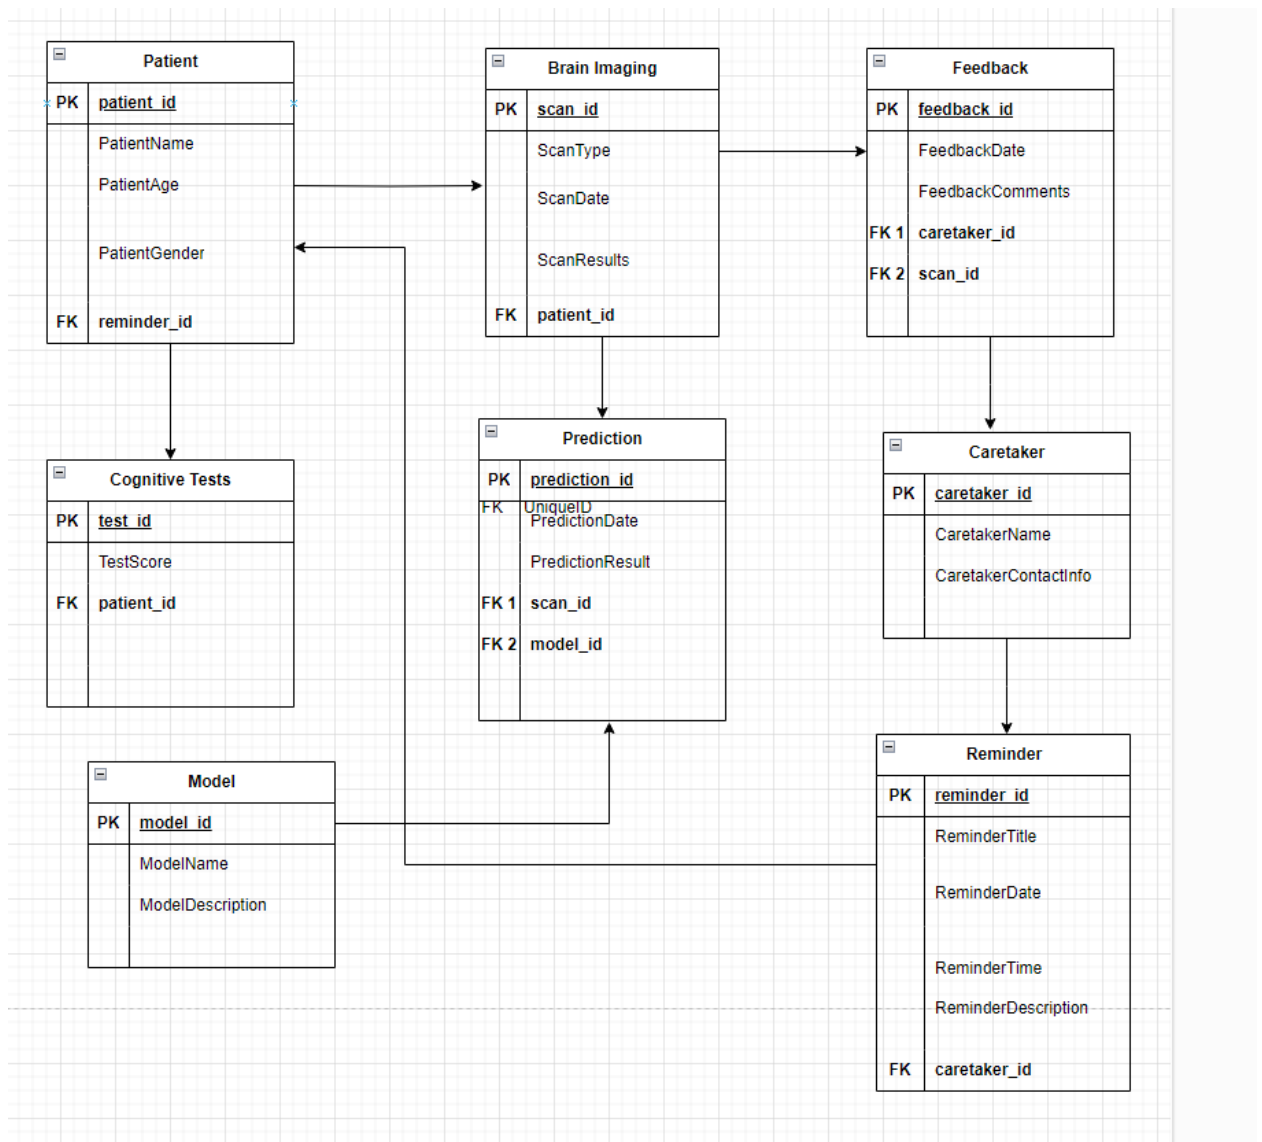 Patient
PK patient_id
PatientName
PatientAge
PatientGender
FK reminder_id
Brain Imaging
PK scan_id
ScanType
ScanDate
ScanResults
FK patient_id
Feedback
PK feedback_id
FeedbackDate
FeedbackComments
FK 1 caretaker_id
FK 2 scan_id
Cognitive Tests
PK test_id
TestScore
FK patient_id
Prediction
PK prediction_id
FK UniqueID
PredictionDate
PredictionResult
FK 1 scan_id
FK 2 model_id
Caretaker
PK caretaker_id
CaretakerName
CaretakerContactInfo
Model
PK model_id
ModelName
ModelDescription
Reminder
PK reminder_id
ReminderTitle
ReminderDate
ReminderTime
ReminderDescription
FK caretaker_id